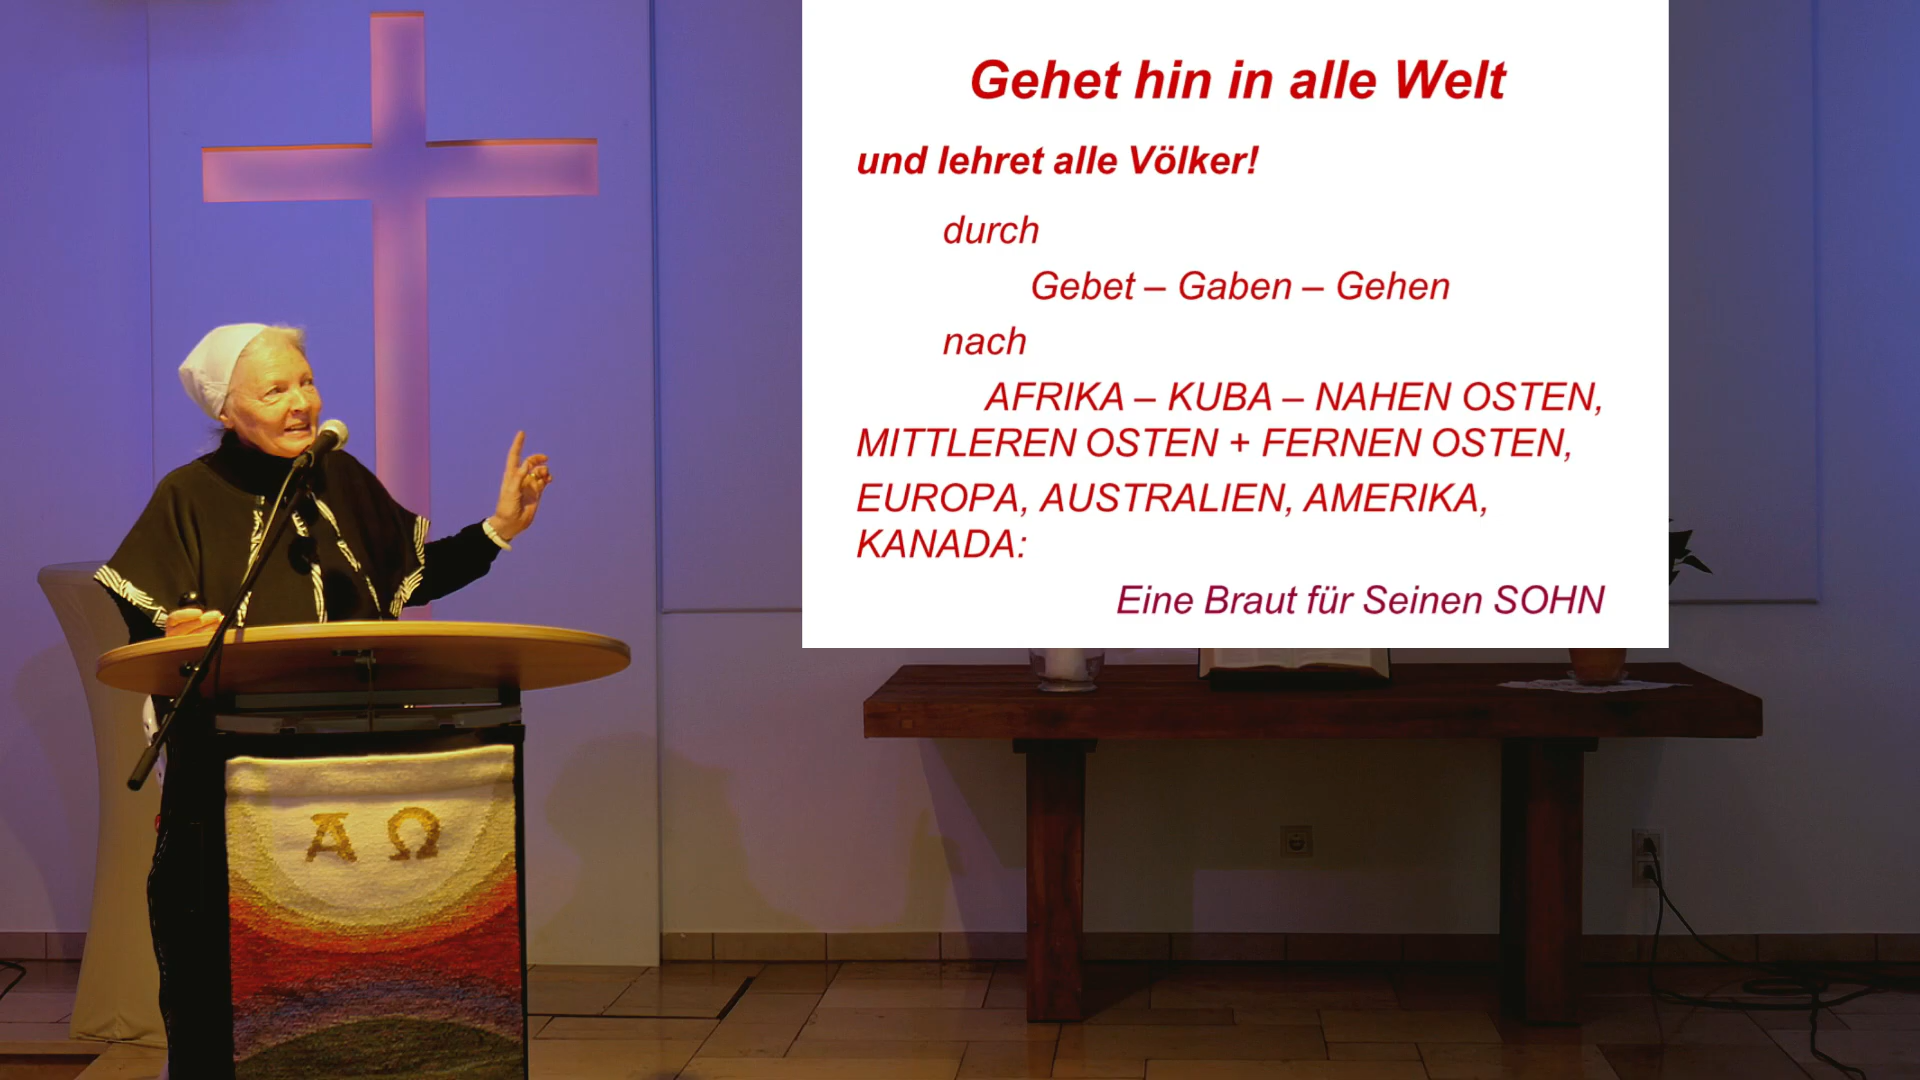 Gehet hin in alle Welt
und lehret alle Völker!
durch
Gebet – Gaben – Gehen
nach
AFRIKA – KUBA – NAHEN OSTEN,
MITTLEREN OSTEN + FERNEN OSTEN,
EUROPA, AUSTRALIEN, AMERIKA,
KANADA:
Eine Braut für Seinen SOHN
Α Ω